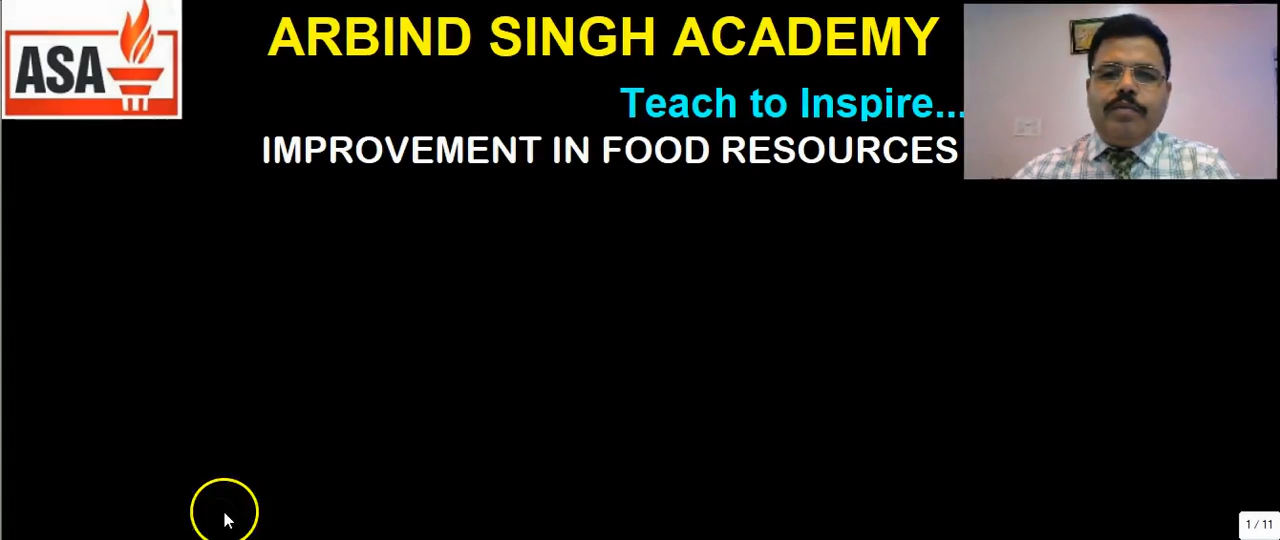 ASA
ARBIND SINGH ACADEMY
Teach to Inspire...
IMPROVEMENT IN FOOD RESOURCES
1 / 11